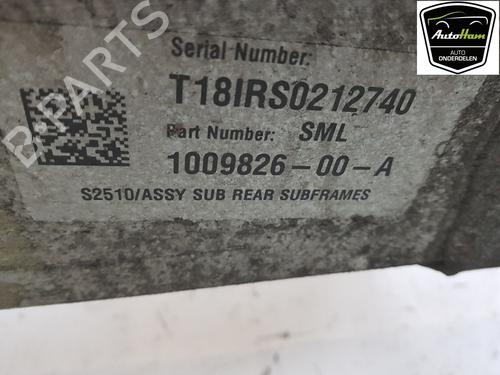 AutoHam
AUTO
ONDERDELEN
B-PARTS
Serial Number:
T18IRS0212740
Part Number: SML
1009826-00-A
S2510/ASSY SUB REAR SUBFRAMES